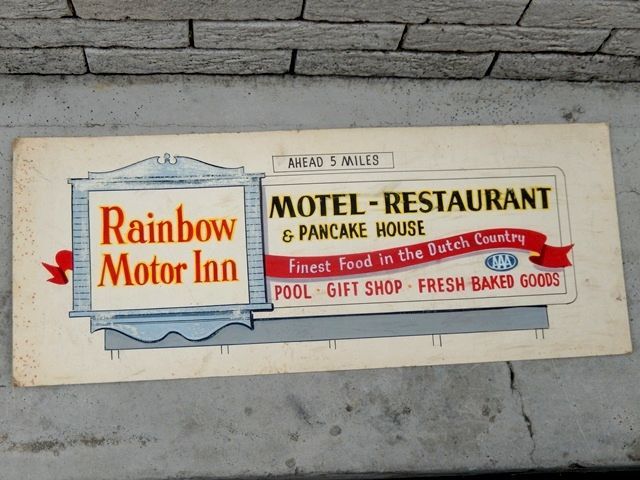 AHEAD 5 MILES
Rainbow
Motor Inn
MOTEL - RESTAURANT
& PANCAKE HOUSE
Finest Food in the Dutch Country
AAA
POOL · GIFT SHOP · FRESH BAKED GOODS